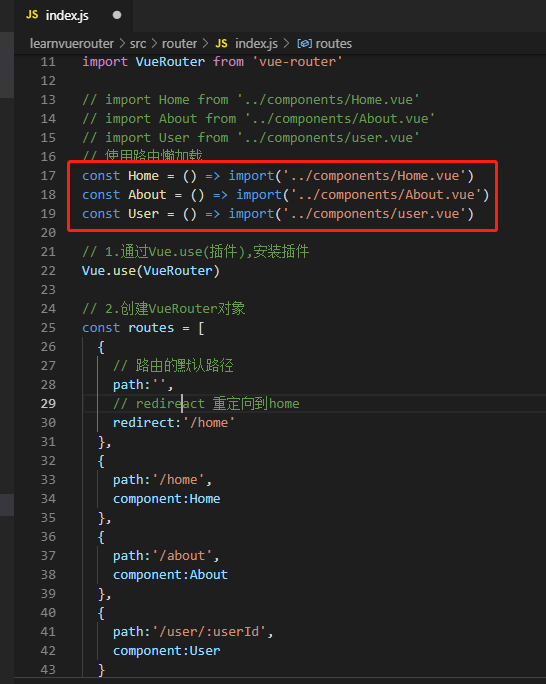 JS index.js
learnvuerouter > src > router > JS index.js > routes
11 import VueRouter from 'vue-router'
12
13 // import Home from '../components/Home.vue'
14 // import About from '../components/About.vue'
15 // import User from '../components/user.vue'
16 // 使用路由懒加载
17 const Home = () => import('../components/Home.vue')
18 const About = () => import('../components/About.vue')
19 const User = () => import('../components/user.vue')
20
21 // 1.通过Vue.use(插件),安装插件
22 Vue.use(VueRouter)
23
24 // 2.创建VueRouter对象
25 const routes = [
26 {
27 // 路由的默认路径
28 path:'',
29 // redireact 重定向到home
30 redirect:'/home'
31 },
32 {
33 path:'/home',
34 component:Home
35 },
36 {
37 path:'/about',
38 component:About
39 },
40 {
41 path:'/user/:userId',
42 component:User
43 }